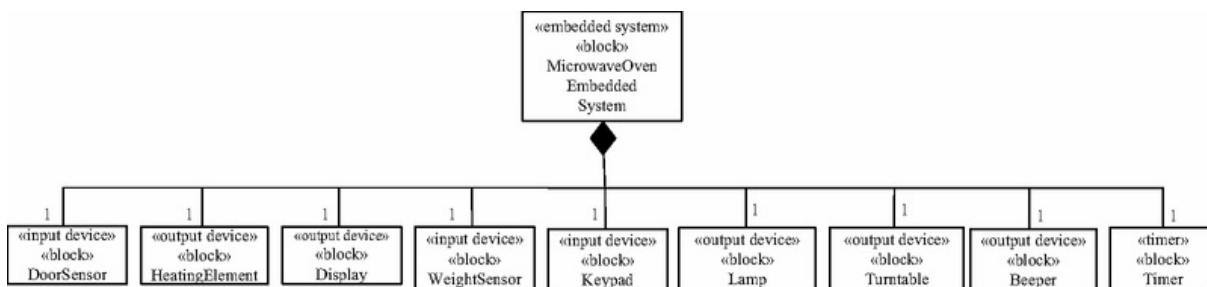 «embedded system»
«block»
MicrowaveOven
Embedded
System
1
«input device»
«block»
DoorSensor
1
«output device»
«block»
HeatingElement
1
«output device»
«block»
Display
1
«input device»
«block»
WeightSensor
1
«input device»
«block»
Keypad
1
«output device»
«block»
Lamp
1
«output device»
«block»
Turntable
1
«output device»
«block»
Beeper
1
«timer»
«block»
Timer